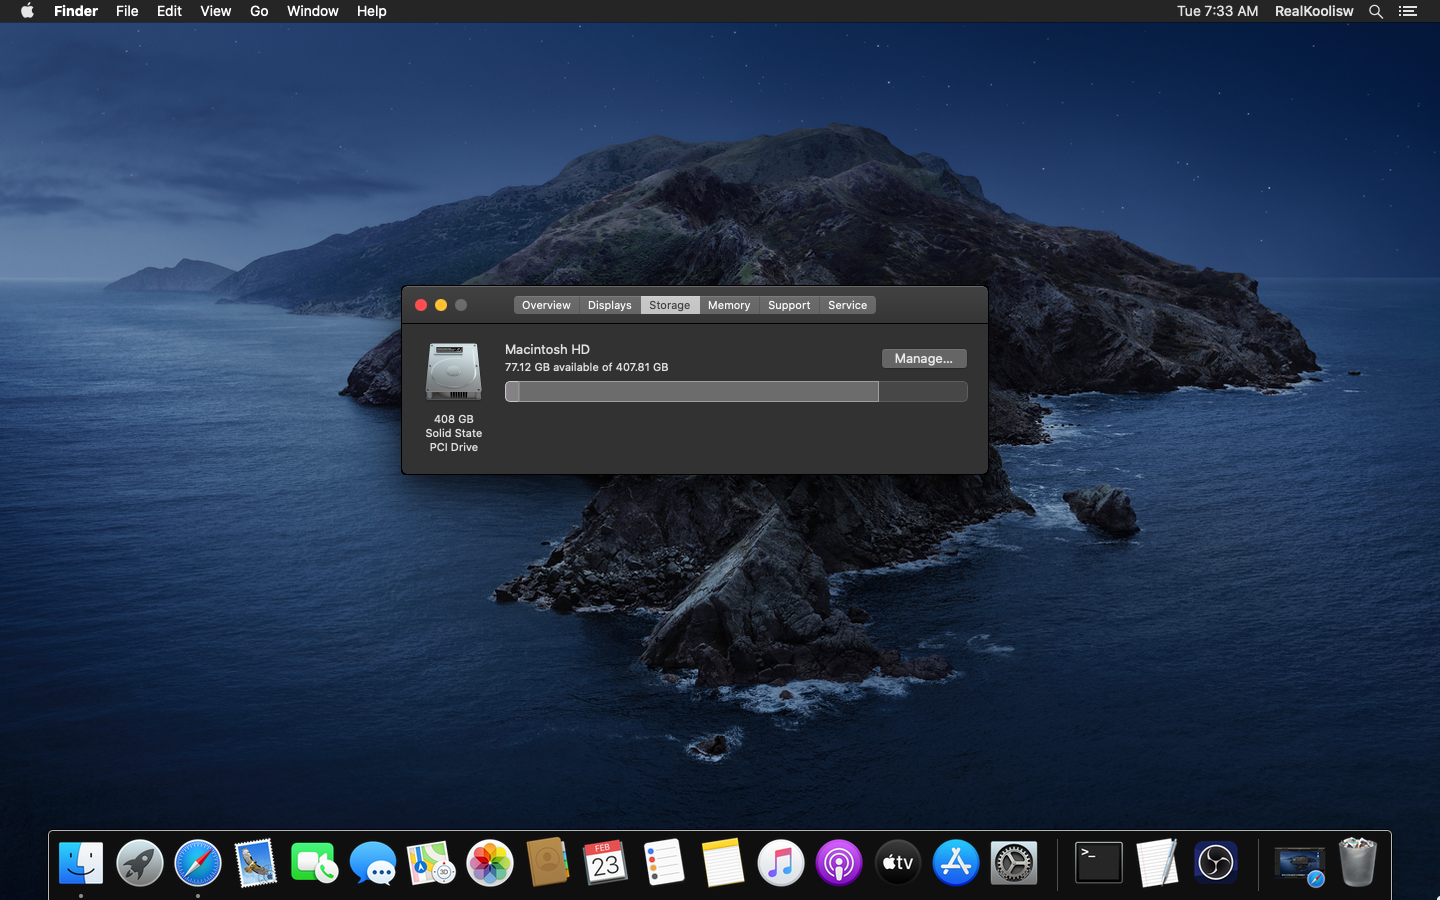 Finder File Edit View Go Window Help Tue 7:33 AM RealKoolisw
Overview Displays Storage Memory Support Service
Macintosh HD
77.12 GB available of 407.81 GB
Manage...
408 GB
Solid State
PCI Drive
FEB
23
3D
tv
>_